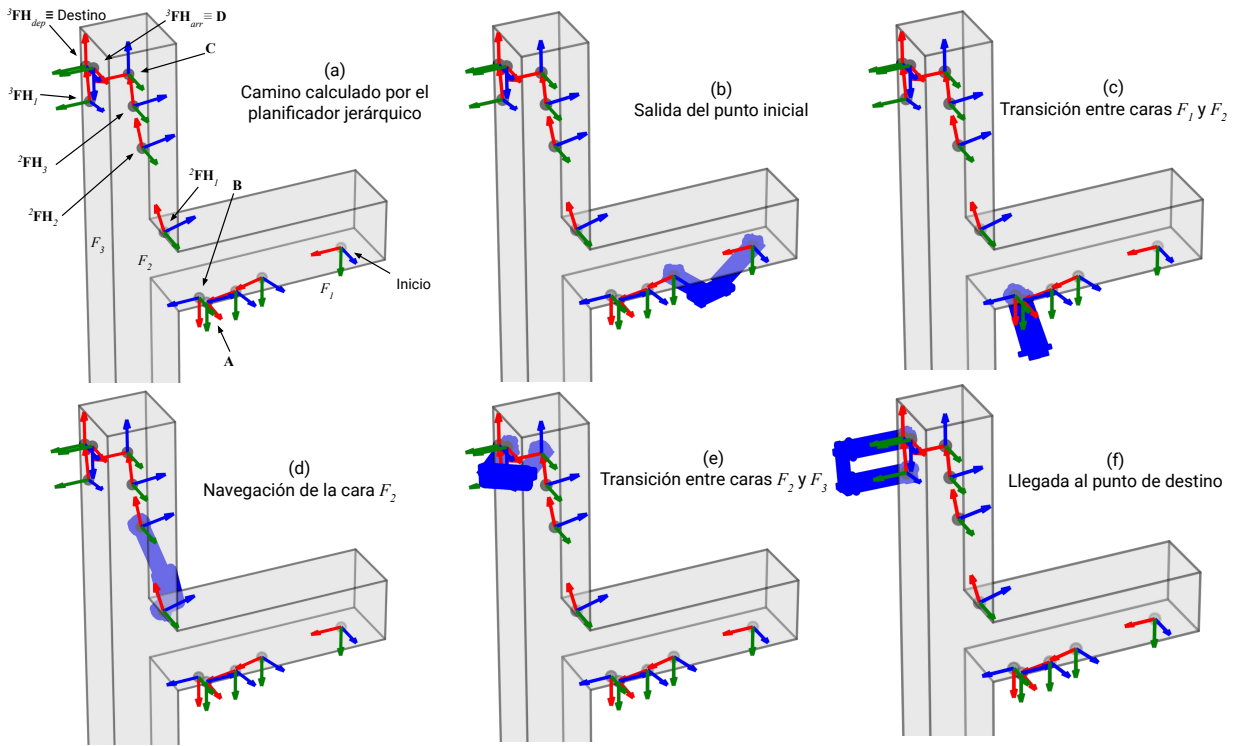 ³FH_dep ≡ Destino
³FH_arr ≡ D
C
(a)
Camino calculado por el
planificador jerárquico
³FH_1
²FH_3
²FH_2
²FH_1
B
F_3
F_2
F_1
Inicio
A
(b)
Salida del punto inicial
(c)
Transición entre caras F_1 y F_2
(d)
Navegación de la cara F_2
(e)
Transición entre caras F_2 y F_3
(f)
Llegada al punto de destino